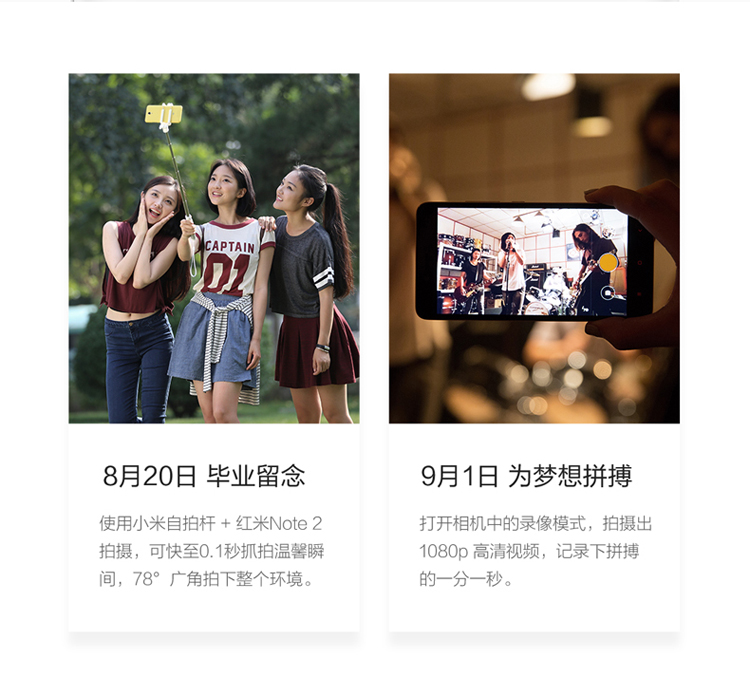 CAPTAIN
01
8月20日 毕业留念
使用小米自拍杆 + 红米Note 2
拍摄，可快至0.1秒抓拍温馨瞬
间，78°广角拍下整个环境。
9月1日 为梦想拼搏
打开相机中的录像模式，拍摄出
1080p 高清视频，记录下拼搏
的一分一秒。